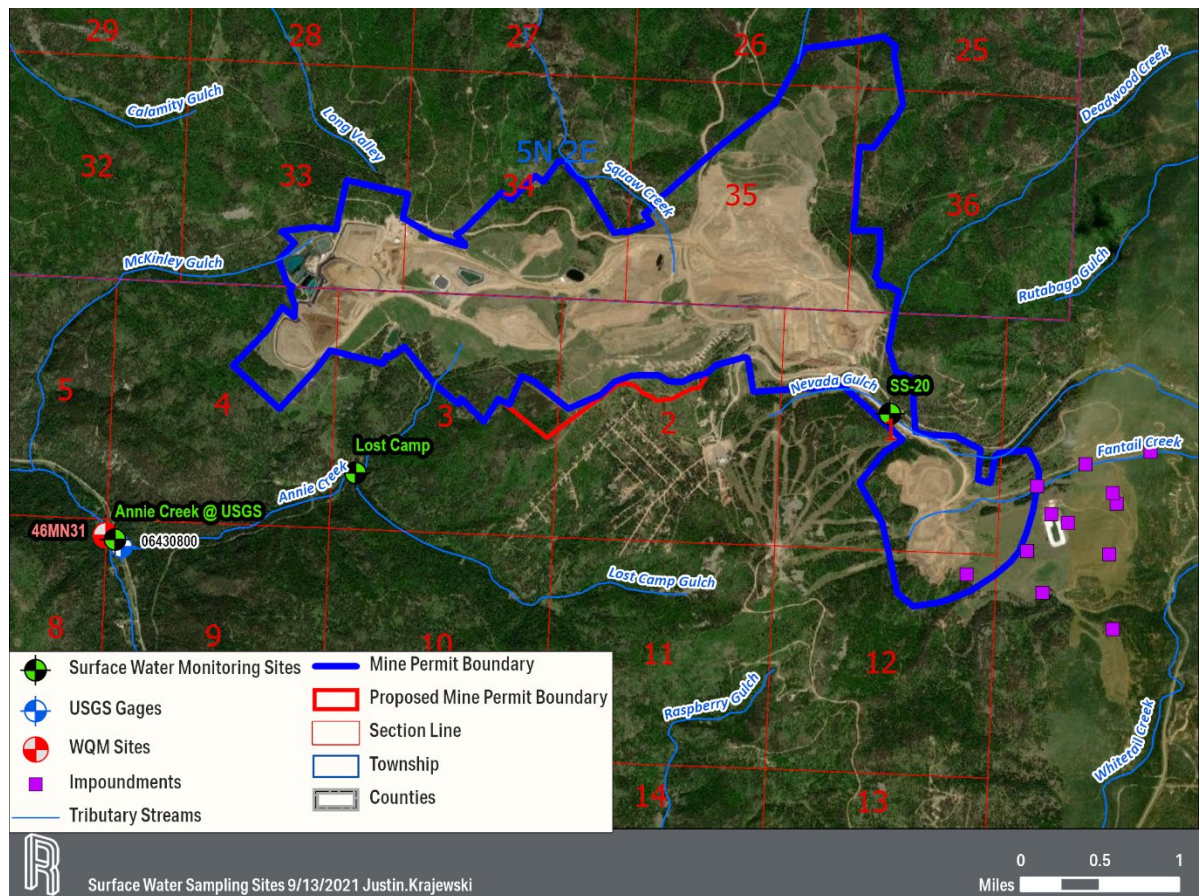 29
28
27
26
25
Calamity Gulch
Long Valley
Deadwood Creek
32
33
5N 2E
34
Squaw Creek
35
36
McKinley Gulch
Rutabaga Gulch
5
4
3
2
Nevada Gulch
SS-20
1
Lost Camp
Annie Creek
Fantail Creek
46MN31
Annie Creek @ USGS
06430800
Lost Camp Gulch
8
9
10
11
12
Raspberry Gulch
Whitetail Creek
14
13
Surface Water Monitoring Sites
USGS Gages
WQM Sites
Impoundments
Tributary Streams
Mine Permit Boundary
Proposed Mine Permit Boundary
Section Line
Township
Counties
R
Surface Water Sampling Sites 9/13/2021 Justin.Krajewski
0 0.5 1
Miles